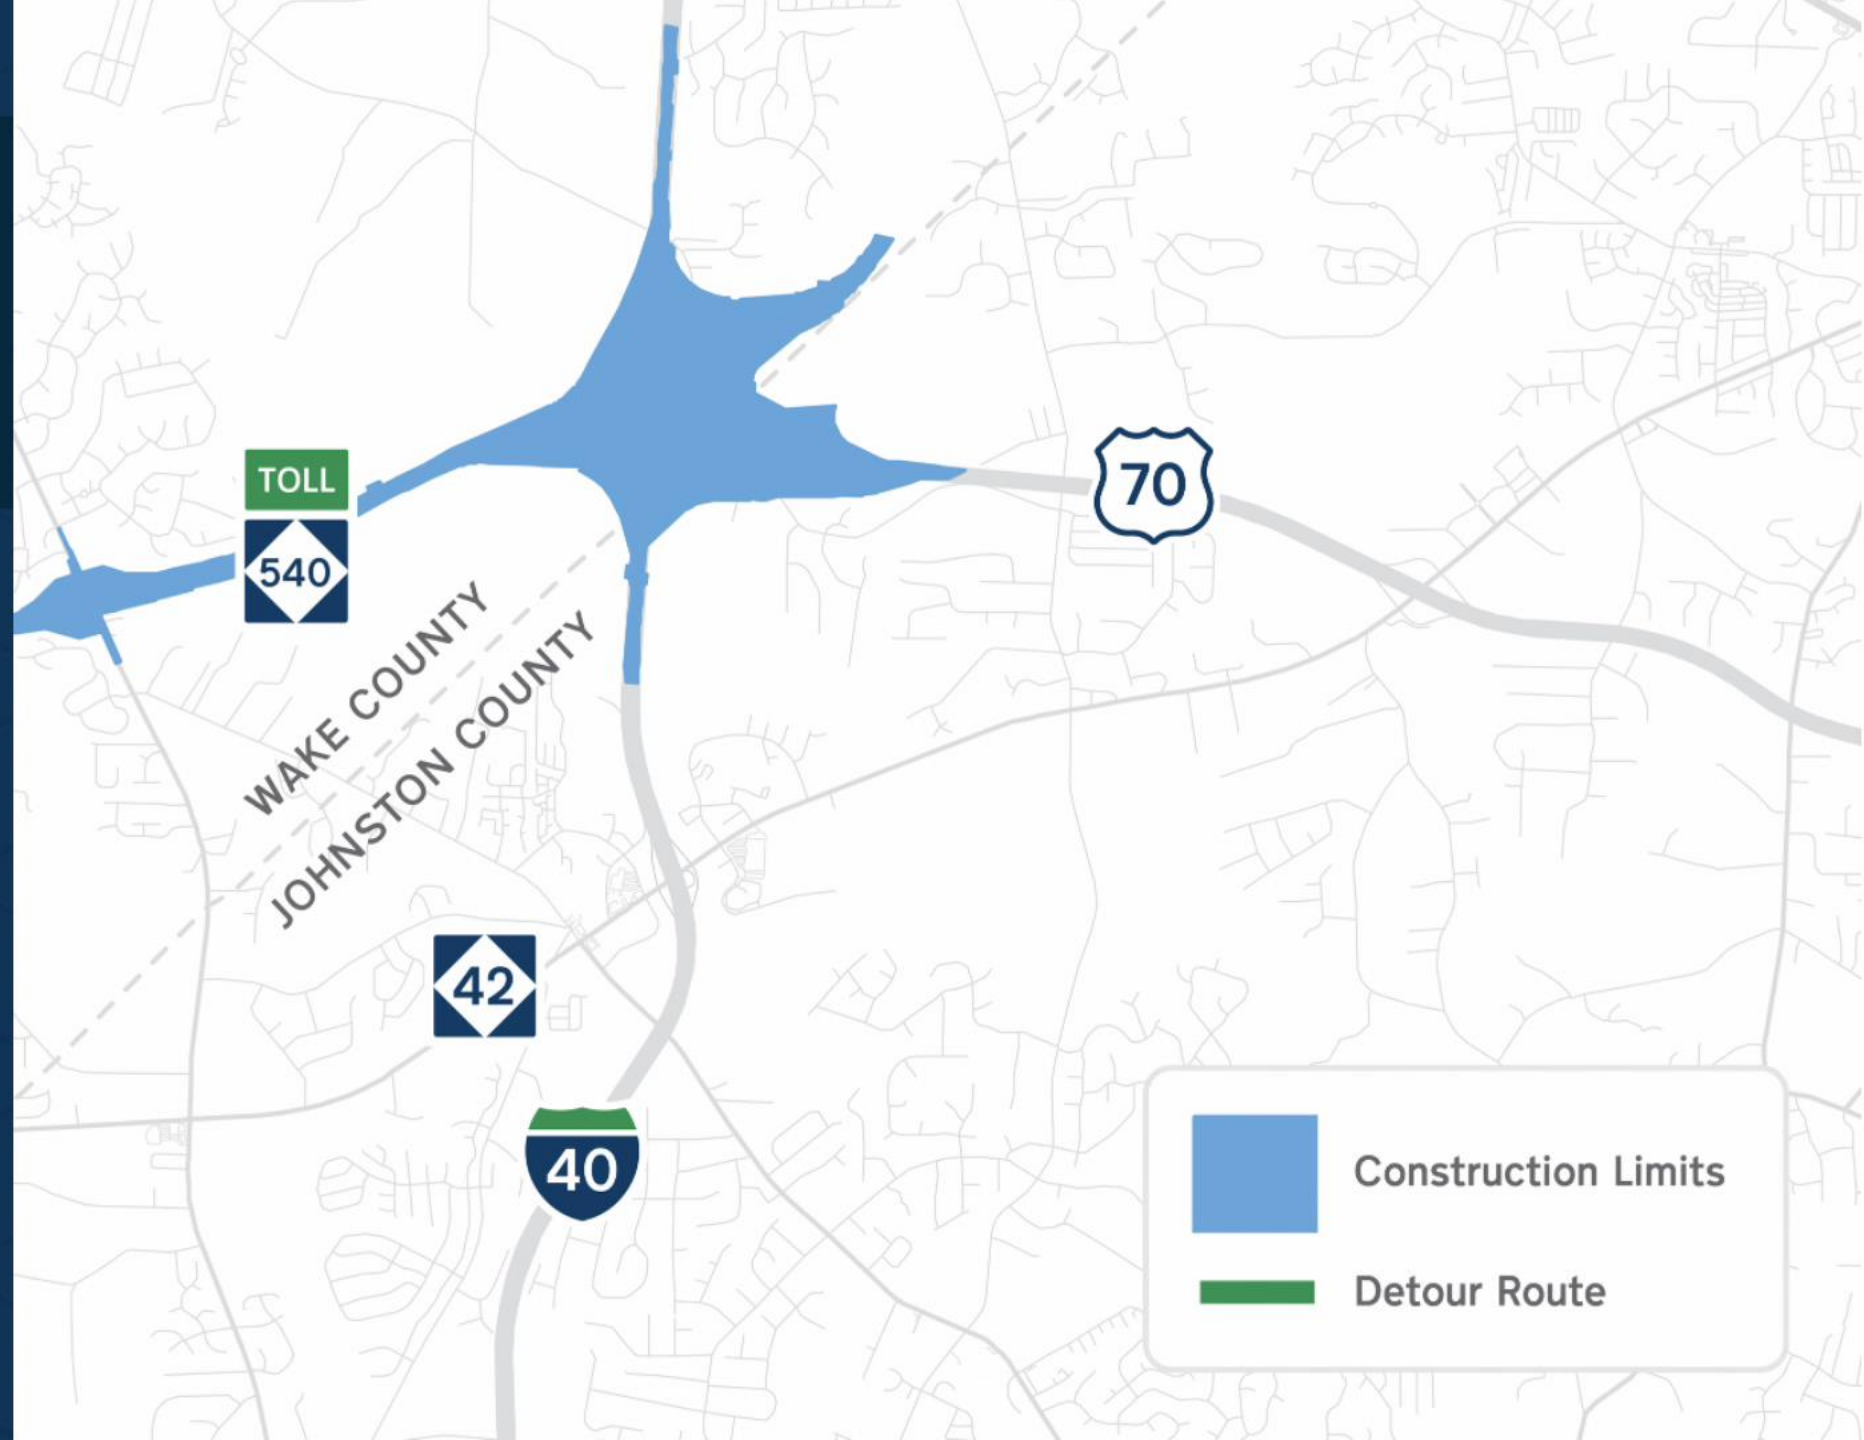 TOLL
540
70
WAKE COUNTY
JOHNSTON COUNTY
42
40
Construction Limits
Detour Route